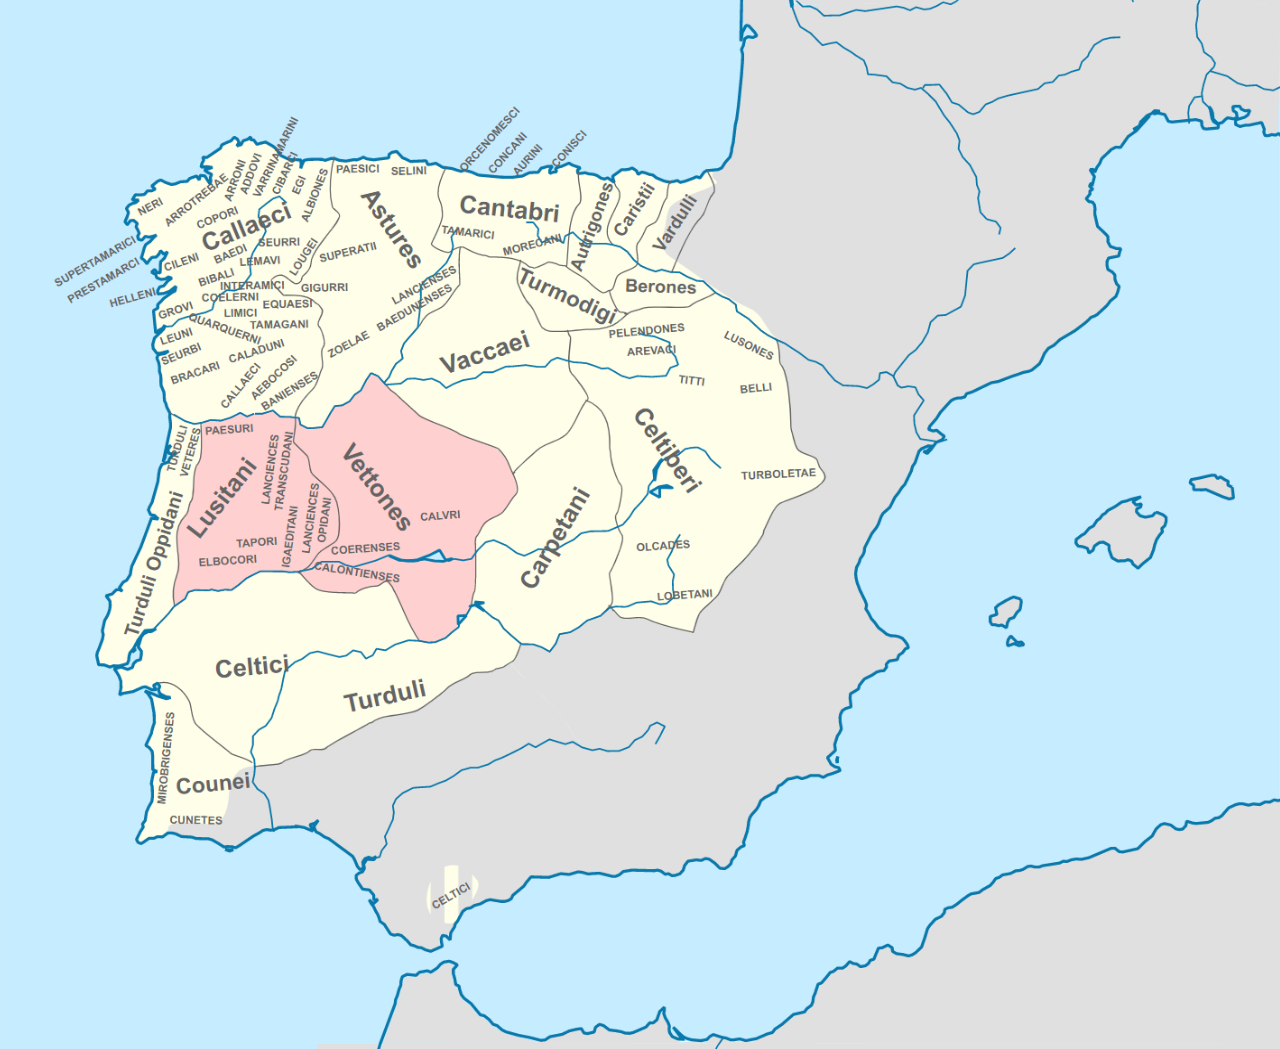 ORCENOMESCI
CONCANI
AURINI
CONISCI
NERI
ARROTREBAE
ARRONI
ADDOVI
VARRINAMARINI
CIBARCI
EGI
ALBIONES
COPORI
Callaeci
SUPERTAMARICI
PRESTAMARCI
HELLENI
CILENI
BAEDI
SEURRI
LEMAVI
LOUGEI
BIBALI
INTERAMICI
COELERNI
EQUAESI
GROVI
LIMICI
QUARQUERNI
TAMAGANI
LEUNI
SEURBI
CALADUNI
BRACARI
CALLAECI
AEBOCOSI
BANIENSES
PAESICI
SELINI
Astures
SUPERATII
GIGURRI
LANCIENSES
BAEDUNENSES
ZOELAE
Cantabri
TAMARICI
MORECANI
Autrigones
Caristii
Vardulli
Turmodigi
Berones
Vaccaei
PELENDONES
AREVACI
LUSONES
TITTI
BELLI
Celtiberi
TURBOLETAE
OLCADES
LOBETANI
Carpetani
TURDULI
VETERES
PAESURI
Lusitani
LANCIENCES
TRANSCUDANI
LANCIENCES
OPIDANI
IGAEDITANI
TAPORI
ELBOCORI
Vettones
CALVRI
COERENSES
CALONTIENSES
Turduli Oppidani
Celtici
Turduli
MIROBRIGENSES
Counei
CUNETES
CELTICI